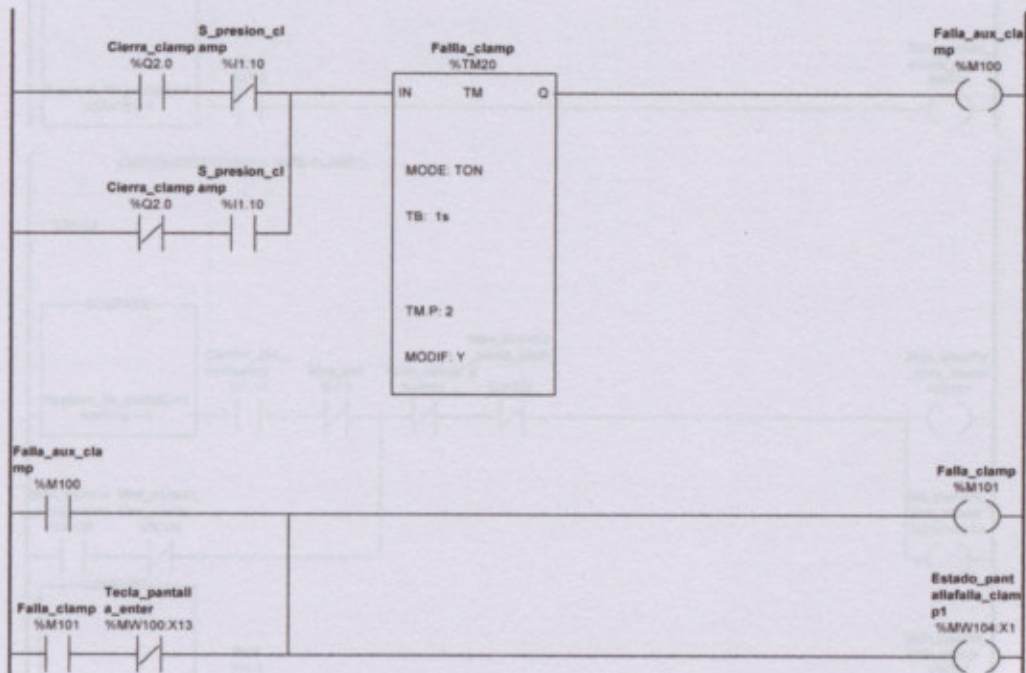 S_presion_cl
Cierra_clamp amp
%Q2.0 %I1.10
Fallla_clamp
%TM20
Falla_aux_cla
mp
%M100
IN TM Q
MODE: TON
TB: 1s
TM.P: 2
MODIF: Y
S_presion_cl
Cierra_clamp amp
%Q2.0 %I1.10
Falla_aux_cla
mp
%M100
Falla_clamp
%M101
Tecla_pantall
Falla_clamp a_enter
%M101 %MW100:X13
Estado_pant
allafalla_clam
p1
%MW104:X1